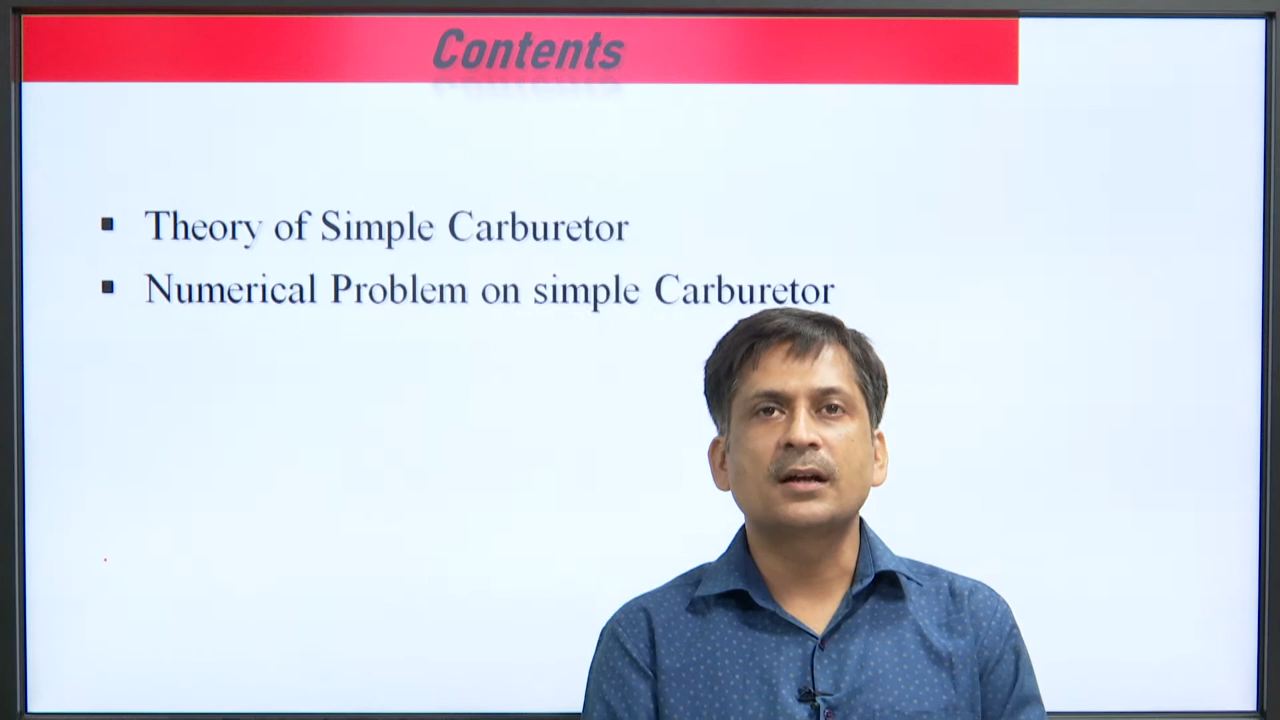 Contents
▪ Theory of Simple Carburetor
▪ Numerical Problem on simple Carburetor